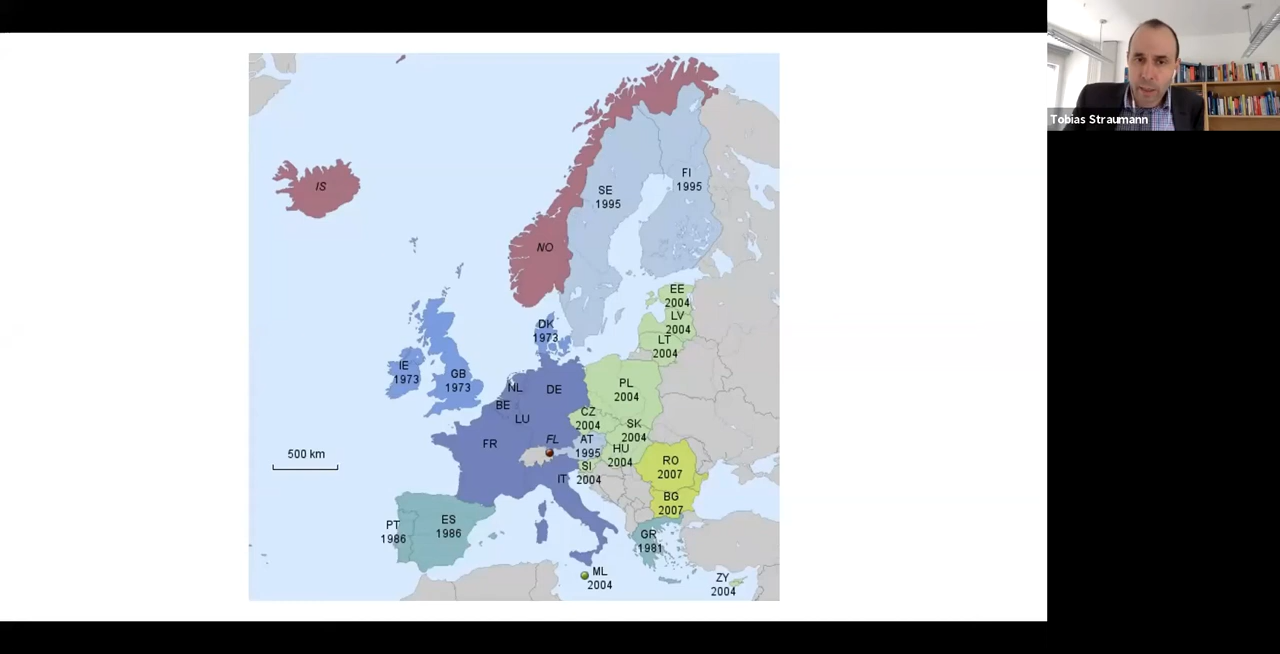 Tobias Straumann
IS
SE
1995
FI
1995
NO
EE
2004
LV
2004
LT
2004
DK
1973
IE
1973
GB
1973
NL
DE
BE
LU
PL
2004
CZ
2004
SK
2004
FR
FL
AT
1995
HU
2004
500 km
SI
2004
RO
2007
IT
BG
2007
PT
1986
ES
1986
GR
1981
ML
2004
ZY
2004